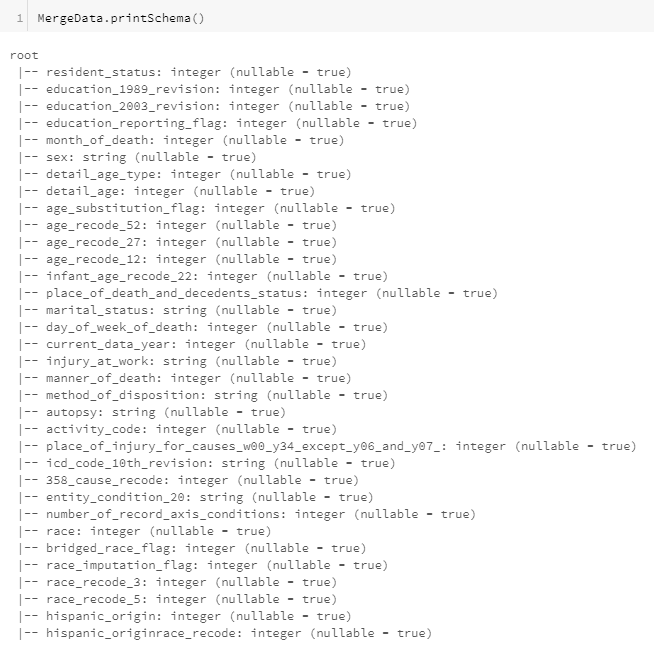 1 MergeData.printSchema()
root
|-- resident_status: integer (nullable = true)
|-- education_1989_revision: integer (nullable = true)
|-- education_2003_revision: integer (nullable = true)
|-- education_reporting_flag: integer (nullable = true)
|-- month_of_death: integer (nullable = true)
|-- sex: string (nullable = true)
|-- detail_age_type: integer (nullable = true)
|-- detail_age: integer (nullable = true)
|-- age_substitution_flag: integer (nullable = true)
|-- age_recode_52: integer (nullable = true)
|-- age_recode_27: integer (nullable = true)
|-- age_recode_12: integer (nullable = true)
|-- infant_age_recode_22: integer (nullable = true)
|-- place_of_death_and_decedents_status: integer (nullable = true)
|-- marital_status: string (nullable = true)
|-- day_of_week_of_death: integer (nullable = true)
|-- current_data_year: integer (nullable = true)
|-- injury_at_work: string (nullable = true)
|-- manner_of_death: integer (nullable = true)
|-- method_of_disposition: string (nullable = true)
|-- autopsy: string (nullable = true)
|-- activity_code: integer (nullable = true)
|-- place_of_injury_for_causes_w00_y34_except_y06_and_y07_: integer (nullable = true)
|-- icd_code_10th_revision: string (nullable = true)
|-- 358_cause_recode: integer (nullable = true)
|-- entity_condition_20: string (nullable = true)
|-- number_of_record_axis_conditions: integer (nullable = true)
|-- race: integer (nullable = true)
|-- bridged_race_flag: integer (nullable = true)
|-- race_imputation_flag: integer (nullable = true)
|-- race_recode_3: integer (nullable = true)
|-- race_recode_5: integer (nullable = true)
|-- hispanic_origin: integer (nullable = true)
|-- hispanic_originrace_recode: integer (nullable = true)